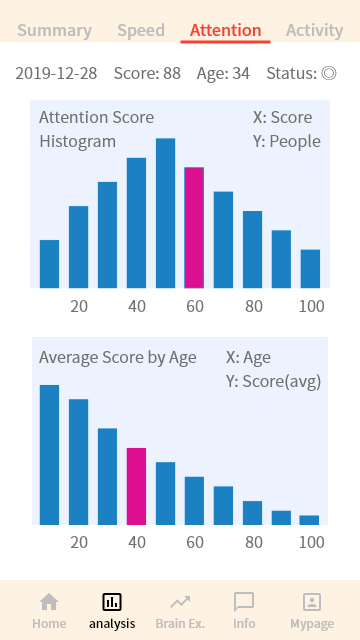 Summary Speed Attention Activity
2019-12-28 Score: 88 Age: 34 Status: ◎
Attention Score X: Score
Histogram Y: People
20 40 60 80 100
Average Score by Age X: Age
Y: Score(avg)
20 40 60 80 100
Home analysis Brain Ex. Info Mypage